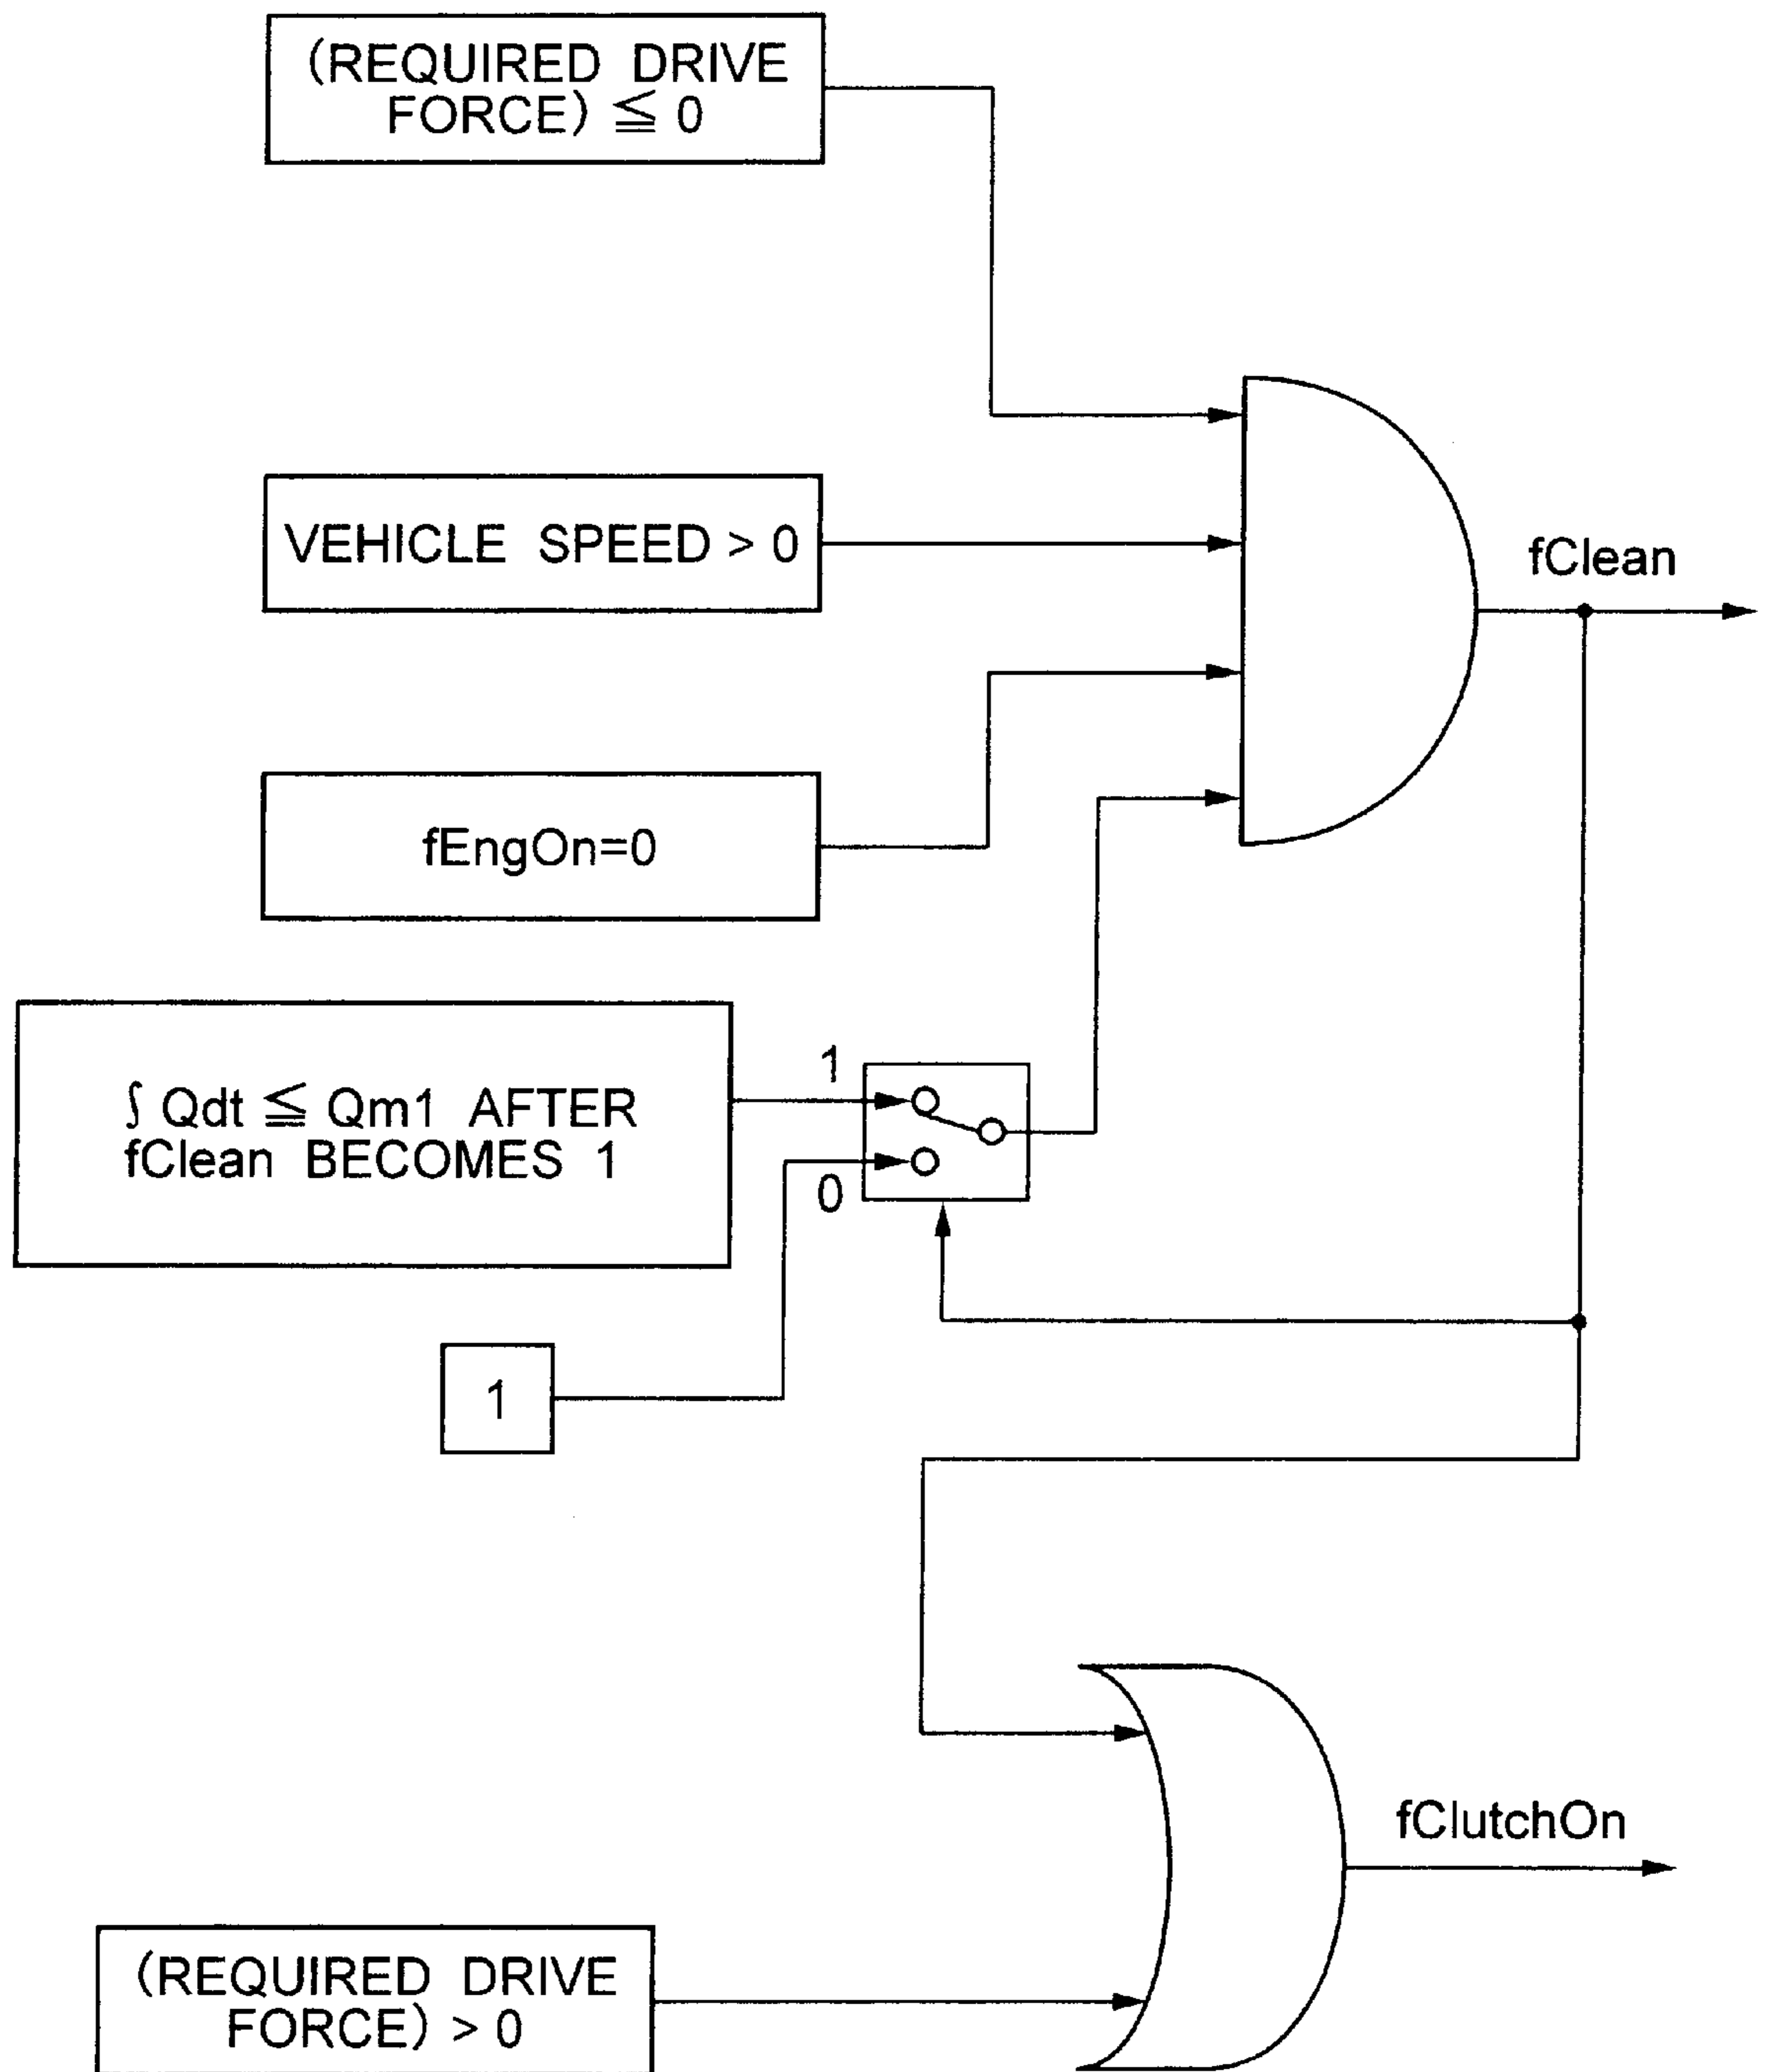 (REQUIRED DRIVE
FORCE) ≦ 0
VEHICLE SPEED > 0
fClean
fEngOn=0
1
∫ Qdt ≦ Qm1 AFTER
fClean BECOMES 1
0
1
fClutchOn
(REQUIRED DRIVE
FORCE) > 0